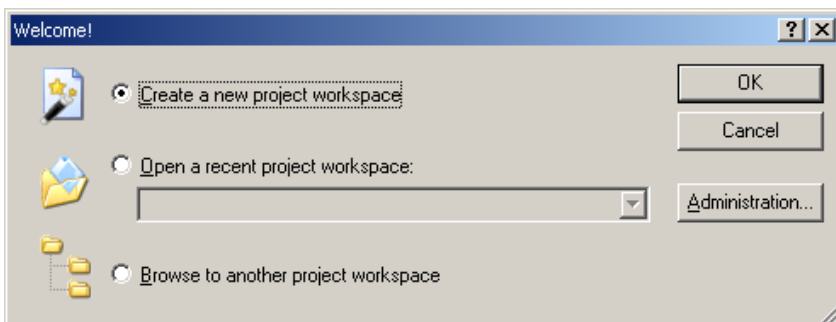 Welcome!
Create a new project workspace
OK
Cancel
Open a recent project workspace:
Administration...
Browse to another project workspace